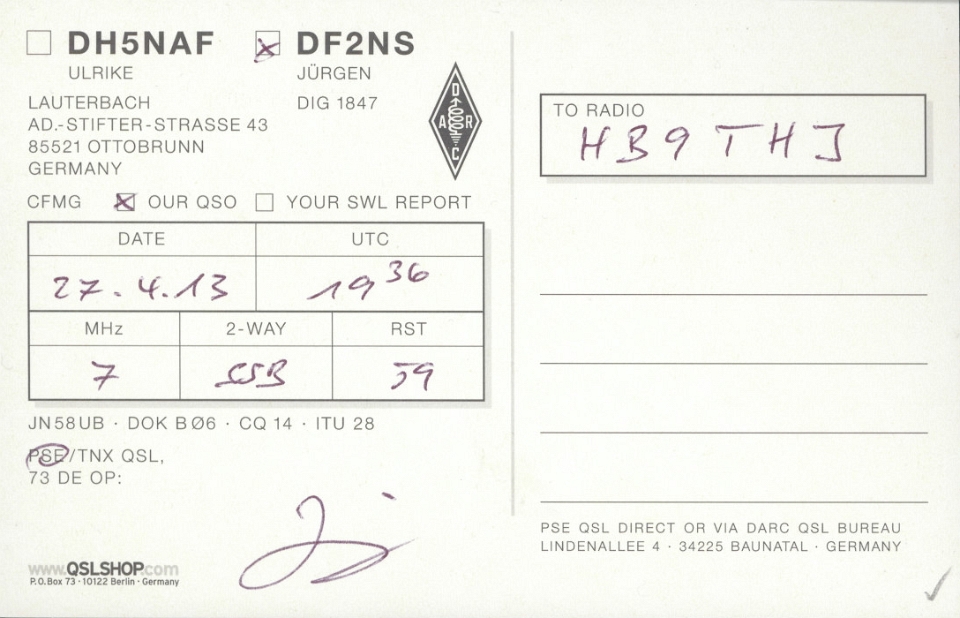 DH5NAF
ULRIKE
DF2NS
JÜRGEN
DIG 1847
LAUTERBACH
AD.-STIFTER-STRASSE 43
85521 OTTOBRUNN
GERMANY
DARC
CFMG OUR QSO YOUR SWL REPORT
DATE UTC
27.4.13 19 36
MHz 2-WAY RST
7 SSB 59
JN58UB · DOK BØ6 · CQ 14 · ITU 28
PSE/TNX QSL,
73 DE OP:
www.QSLSHOP.com
P.O.Box 73 · 10122 Berlin · Germany
TO RADIO
HB9THJ
PSE QSL DIRECT OR VIA DARC QSL BUREAU
LINDENALLEE 4 · 34225 BAUNATAL · GERMANY